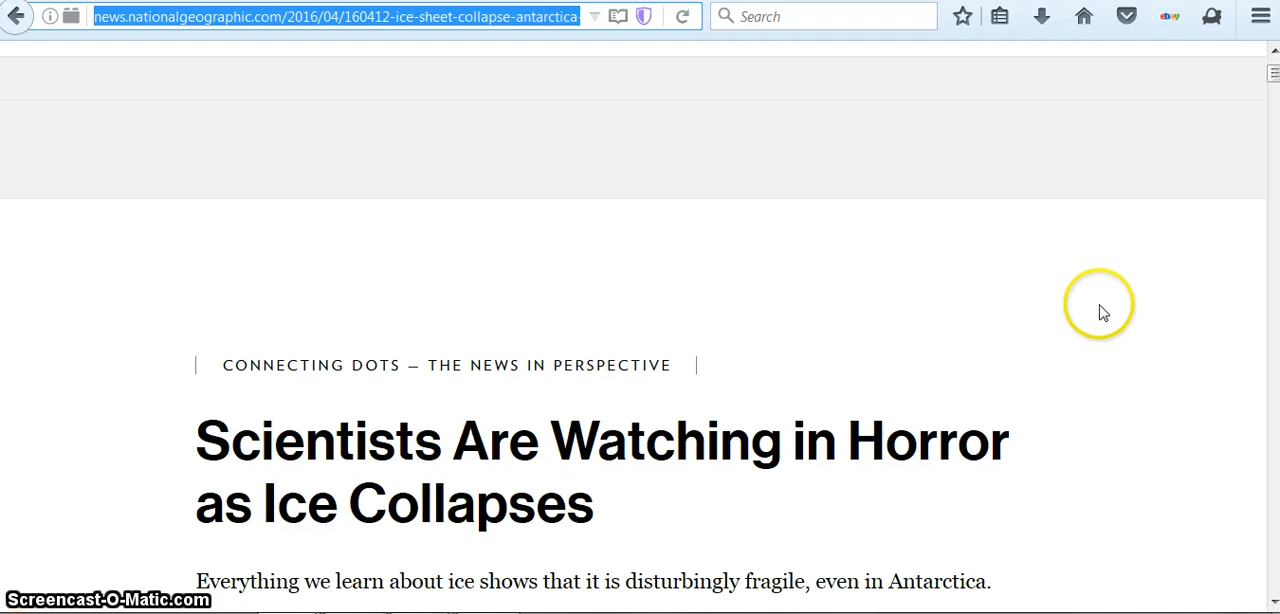 news.nationalgeographic.com/2016/04/160412-ice-sheet-collapse-antarctica-
Search
ebay
CONNECTING DOTS — THE NEWS IN PERSPECTIVE
Scientists Are Watching in Horror
as Ice Collapses
Everything we learn about ice shows that it is disturbingly fragile, even in Antarctica.
Screencast-O-Matic.com